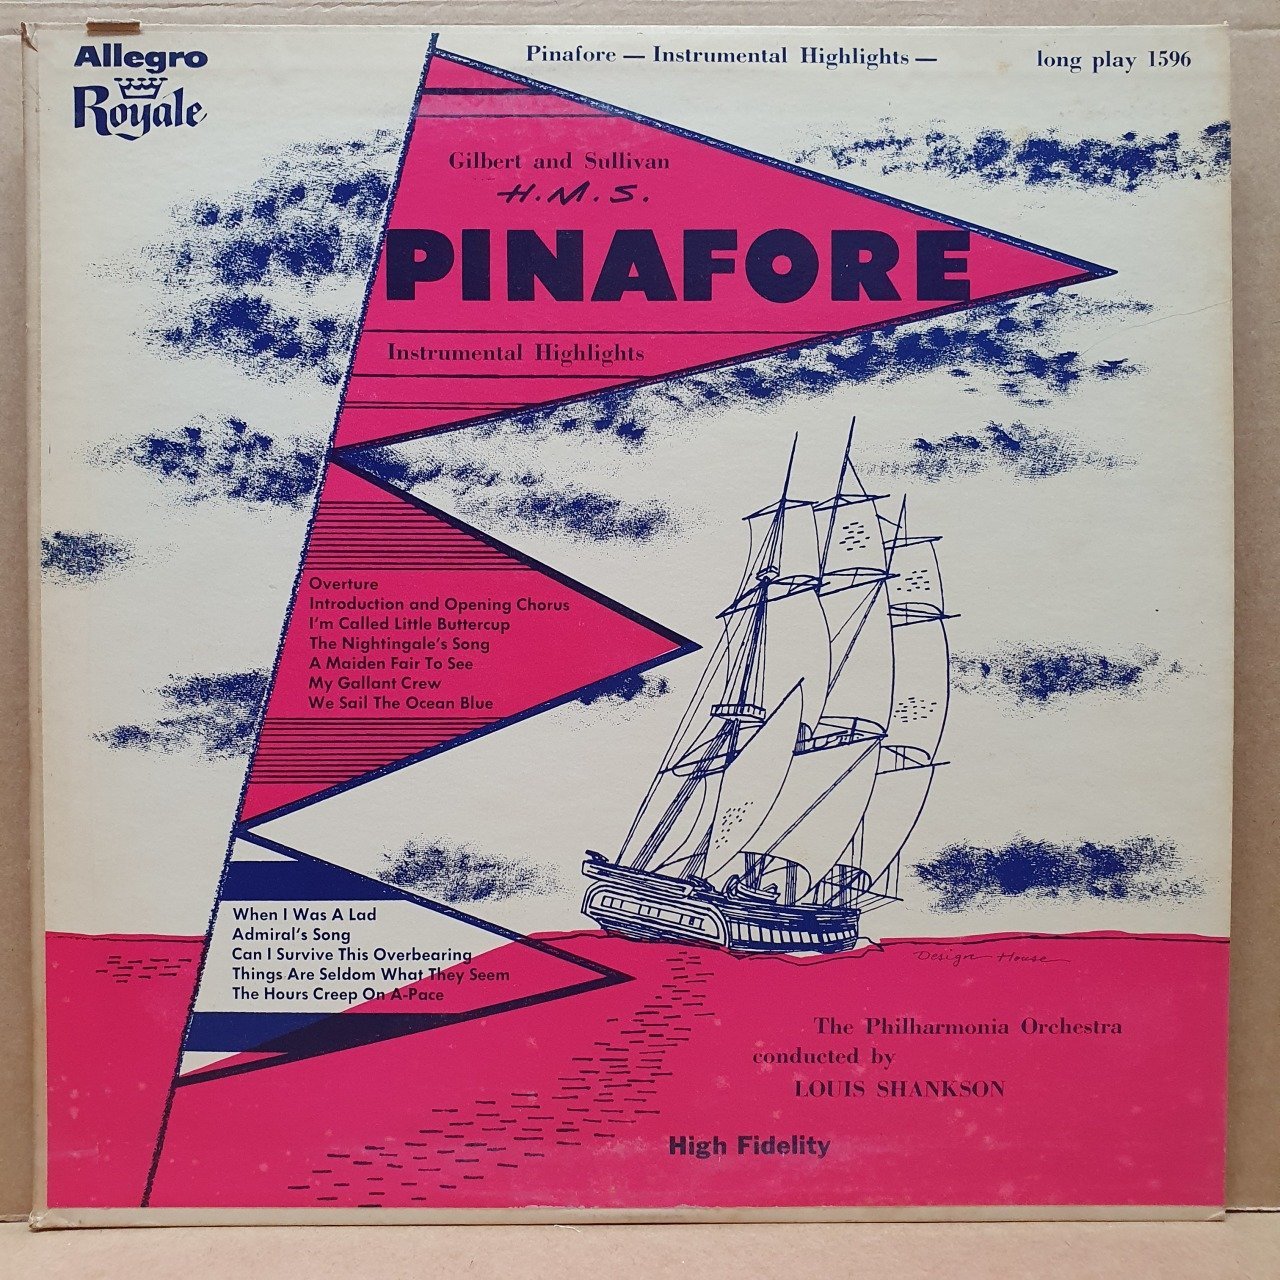 Allegro
Royale
Pinafore — Instrumental Highlights —
long play 1596
Gilbert and Sullivan
H.M.S.
PINAFORE
Instrumental Highlights
Overture
Introduction and Opening Chorus
I'm Called Little Buttercup
The Nightingale's Song
A Maiden Fair To See
My Gallant Crew
We Sail The Ocean Blue
When I Was A Lad
Admiral's Song
Can I Survive This Overbearing
Things Are Seldom What They Seem
The Hours Creep On A-Pace
Design House
The Philharmonia Orchestra
conducted by
LOUIS SHANKSON
High Fidelity